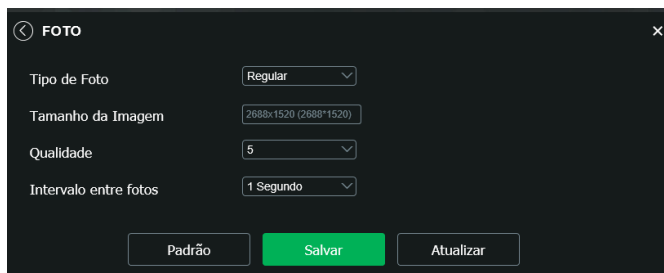 FOTO
Tipo de Foto Regular
Tamanho da Imagem 2688x1520 (2688*1520)
Qualidade 5
Intervalo entre fotos 1 Segundo
Padrão Salvar Atualizar